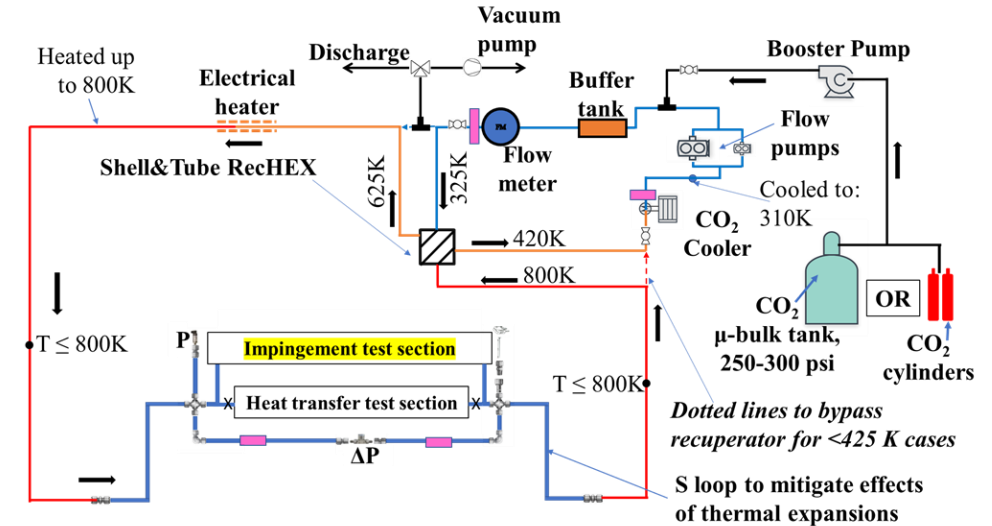 Vacuum
pump
Discharge
Booster Pump
Heated up
to 800K
Electrical
heater
Buffer
tank
FM
Flow
meter
Flow
pumps
Shell&Tube RecHEX
625K
325K
Cooled to:
310K
CO2
Cooler
420K
800K
CO2
μ-bulk tank,
250-300 psi
OR
CO2
cylinders
T ≤ 800K
P
Impingement test section
T ≤ 800K
X
Heat transfer test section
X
ΔP
Dotted lines to bypass
recuperator for <425 K cases
S loop to mitigate effects
of thermal expansions